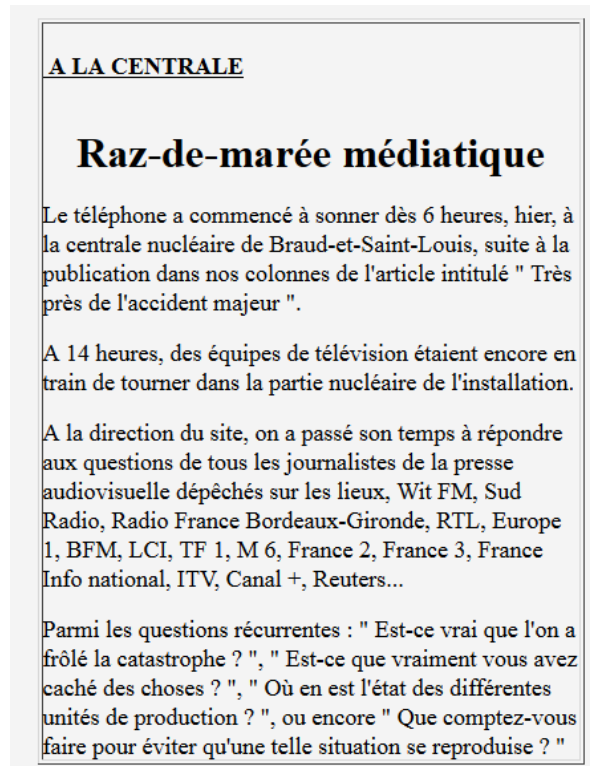 A LA CENTRALE
Raz-de-marée médiatique
Le téléphone a commencé à sonner dès 6 heures, hier, à
la centrale nucléaire de Braud-et-Saint-Louis, suite à la
publication dans nos colonnes de l'article intitulé " Très
près de l'accident majeur ".
A 14 heures, des équipes de télévision étaient encore en
train de tourner dans la partie nucléaire de l'installation.
A la direction du site, on a passé son temps à répondre
aux questions de tous les journalistes de la presse
audiovisuelle dépêchés sur les lieux, Wit FM, Sud
Radio, Radio France Bordeaux-Gironde, RTL, Europe
1, BFM, LCI, TF 1, M 6, France 2, France 3, France
Info national, ITV, Canal +, Reuters...
Parmi les questions récurrentes : " Est-ce vrai que l'on a
frôlé la catastrophe ? ", " Est-ce que vraiment vous avez
caché des choses ? ", " Où en est l'état des différentes
unités de production ? ", ou encore " Que comptez-vous
faire pour éviter qu'une telle situation se reproduise ? "